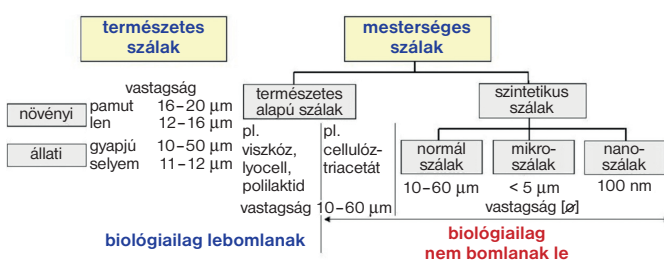 természetes
szálak
mesterséges
szálak
vastagság
növényi
pamut 16–20 μm
len 12–16 μm
állati
gyapjú 10–50 μm
selyem 11–12 μm
természetes
alapú szálak
szintetikus
szálak
pl.
viszkóz,
lyocell,
polilaktid
pl.
cellulóz-
triacetát
vastagság 10–60 μm
normál
szálak
mikro-
szálak
nano-
szálak
10–60 μm
< 5 μm
100 nm
vastagság [ø]
biológiailag lebomlanak
biológiailag
nem bomlanak le